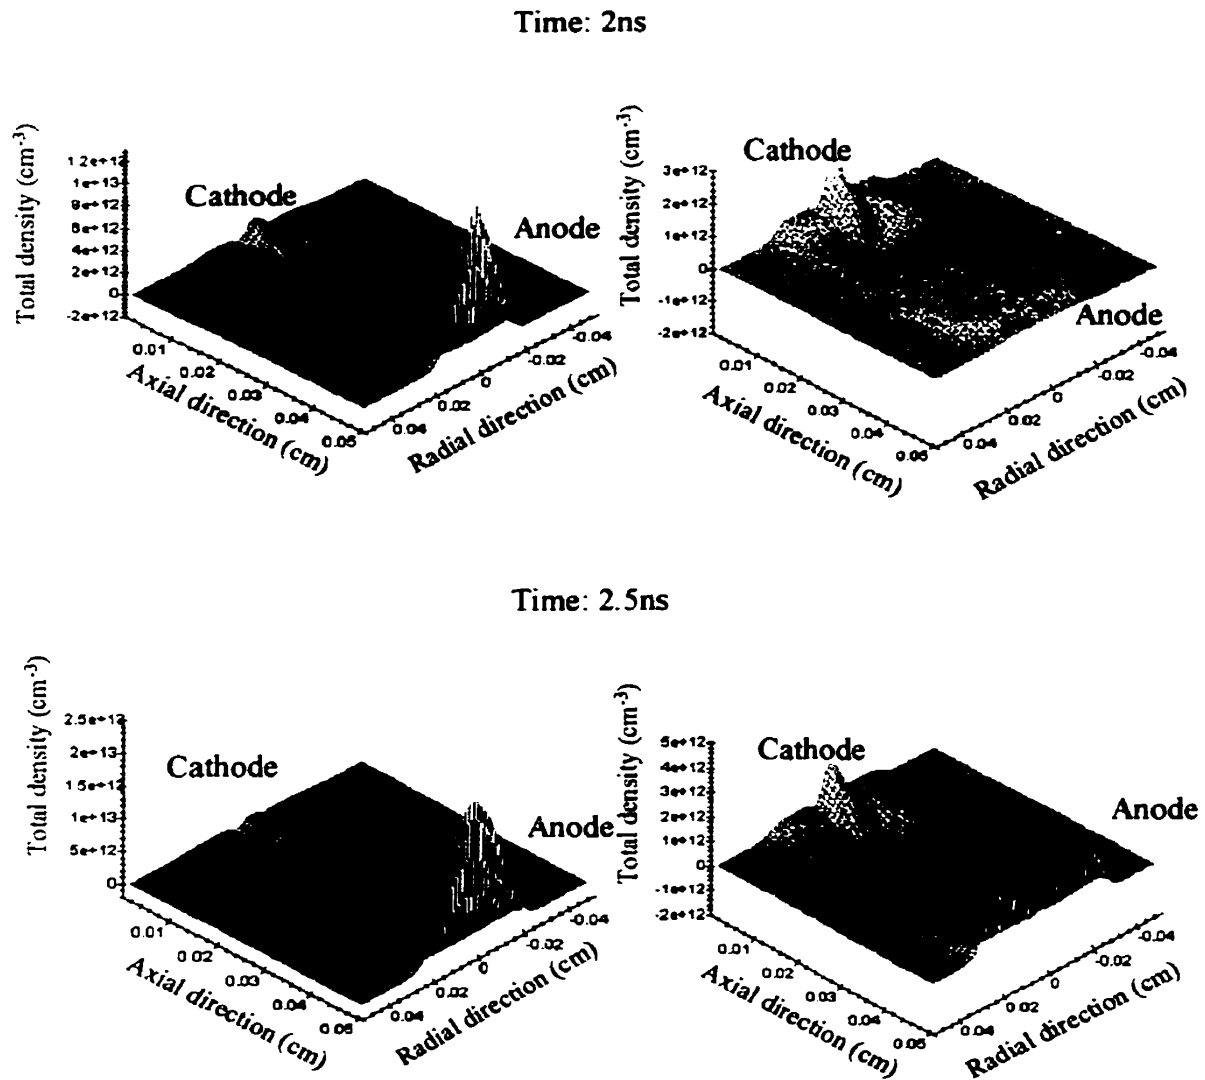 Time: 2ns
Total density (cm-3)
1 2e+12
1e+13
8e+12
6e+12
4e+12
2e+12
0
-2e+12
Cathode
Anode
0.01
0.02
0.03
0.04
0.05
Axial direction (cm)
0.04
0.02
0
-0.02
-0.04
Radial direction (cm)
Total density (cm-3)
3e+12
2e+12
1e+12
0
-1e+12
-2e+12
Cathode
Anode
0.01
0.02
0.03
0.04
0.05
Axial direction (cm)
0.04
0.02
0
-0.02
-0.04
Radial direction (cm)
Time: 2.5ns
Total density (cm-3)
2.5e+13
2e+13
1.5e+13
1e+13
5e+12
0
Cathode
Anode
0.01
0.02
0.03
0.04
0.05
Axial direction (cm)
0.04
0.02
0
-0.02
-0.04
Radial direction (cm)
Total density (cm-3)
5e+12
4e+12
3e+12
2e+12
1e+12
0
-1e+12
-2e+12
Cathode
Anode
0.01
0.02
0.03
0.04
0.05
Axial direction (cm)
0.04
0.02
0
-0.02
-0.04
Radial direction (cm)